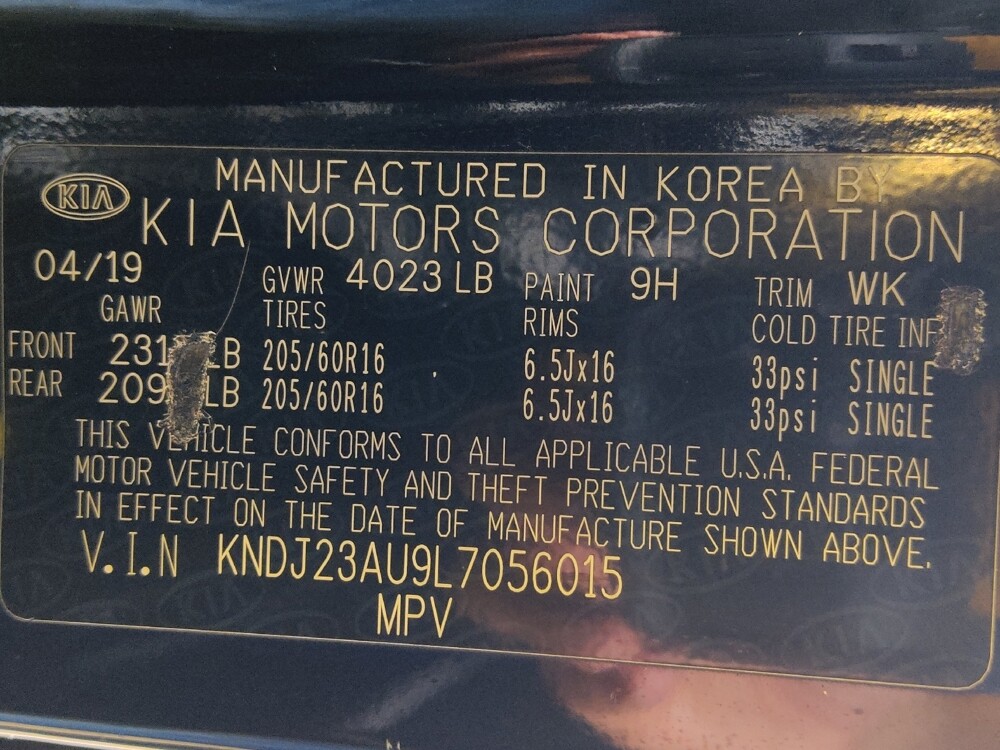 KIA
MANUFACTURED IN KOREA BY
KIA MOTORS CORPORATION
04/19 GVWR 4023 LB PAINT 9H TRIM WK
GAWR TIRES RIMS COLD TIRE
FRONT LB 205/60R16 6.5Jx16 33psi SINGLE
REAR LB 205/60R16 6.5Jx16 33psi SINGLE
THIS VEHICLE CONFORMS TO ALL APPLICABLE U.S.A. FEDERAL
MOTOR VEHICLE SAFETY AND THEFT PREVENTION STANDARDS
IN EFFECT ON THE DATE OF MANUFACTURE SHOWN ABOVE.
V.I.N KNDJ23AU9L7056015
MPV